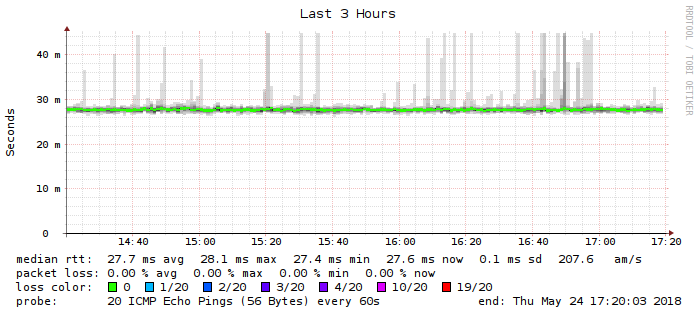 Last 3 Hours
RRDTOOL / TOBI OETIKER
Seconds
40 m
30 m
20 m
10 m
0
14:40 15:00 15:20 15:40 16:00 16:20 16:40 17:00 17:20
median rtt: 27.7 ms avg 28.1 ms max 27.4 ms min 27.6 ms now 0.1 ms sd 207.6 am/s
packet loss: 0.00 % avg 0.00 % max 0.00 % min 0.00 % now
loss color: 0 1/20 2/20 3/20 4/20 10/20 19/20
probe: 20 ICMP Echo Pings (56 Bytes) every 60s end: Thu May 24 17:20:03 2018